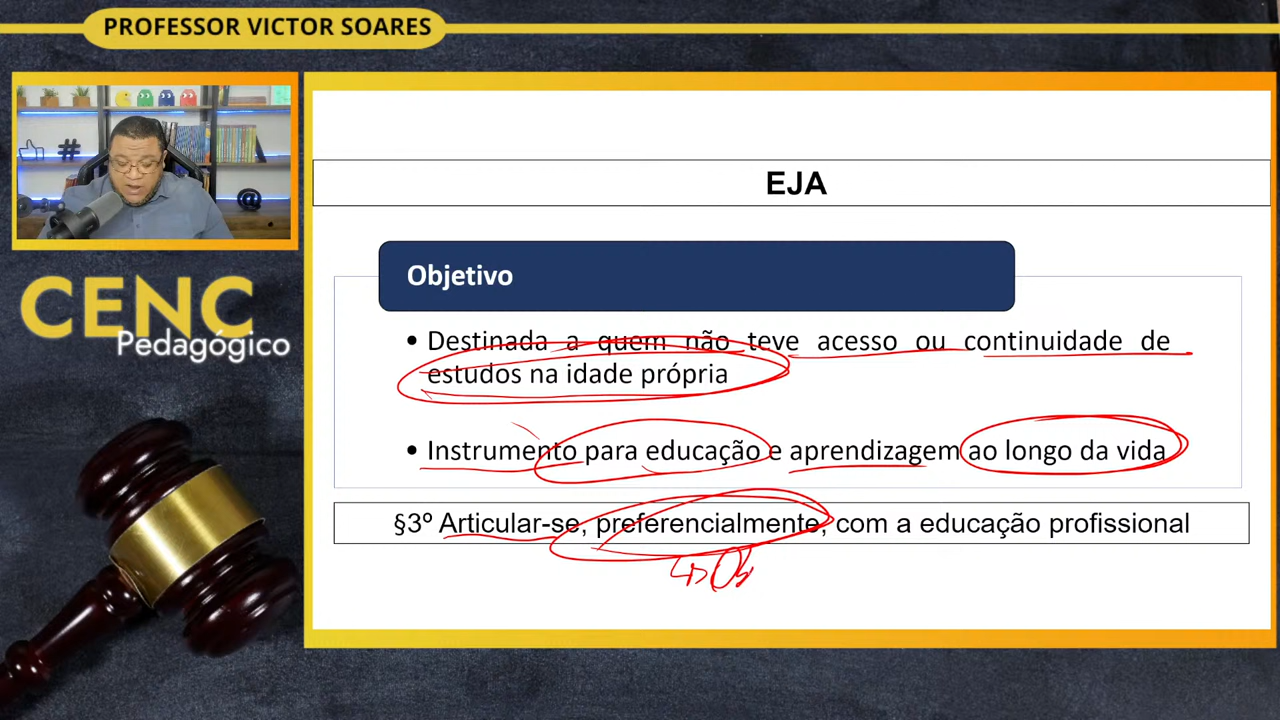 PROFESSOR VICTOR SOARES
CENC
Pedagógico
EJA
Objetivo
• Destinada a quem não teve acesso ou continuidade de
estudos na idade própria
• Instrumento para educação e aprendizagem ao longo da vida
§3º Articular-se, preferencialmente, com a educação profissional